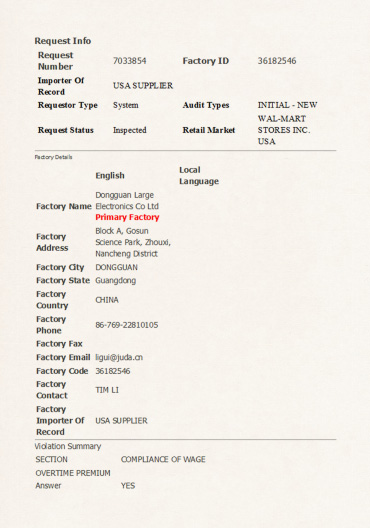 Request Info
Request Number 7033854 Factory ID 36182546
Importer Of Record USA SUPPLIER
Requestor Type System Audit Types INITIAL - NEW
Request Status Inspected Retail Market WAL-MART STORES INC. USA
Factory Details
English Local Language
Factory Name Dongguan Large Electronics Co Ltd Primary Factory
Factory Address Block A, Gosun Science Park, Zhouxi, Nancheng District
Factory City DONGGUAN
Factory State Guangdong
Factory Country CHINA
Factory Phone 86-769-22810105
Factory Fax
Factory Email ligui@juda.cn
Factory Code 36182546
Factory Contact TIM LI
Factory Importer Of Record USA SUPPLIER
Violation Summary
SECTION COMPLIANCE OF WAGE
OVERTIME PREMIUM
Answer YES